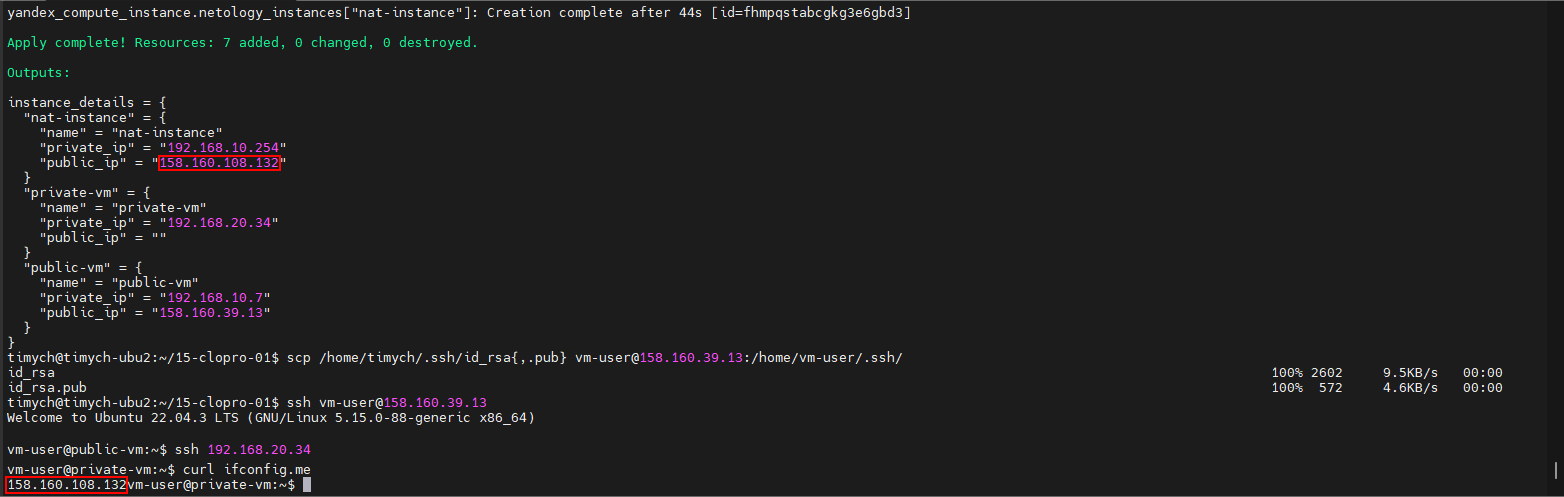 yandex_compute_instance.netology_instances["nat-instance"]: Creation complete after 44s [id=fhmpqstabcgkg3e6gbd3]
Apply complete! Resources: 7 added, 0 changed, 0 destroyed.
Outputs:
instance_details = {
  "nat-instance" = {
    "name" = "nat-instance"
    "private_ip" = "192.168.10.254"
    "public_ip" = "158.160.108.132"
  }
  "private-vm" = {
    "name" = "private-vm"
    "private_ip" = "192.168.20.34"
    "public_ip" = ""
  }
  "public-vm" = {
    "name" = "public-vm"
    "private_ip" = "192.168.10.7"
    "public_ip" = "158.160.39.13"
  }
}
timych@timych-ubu2:~/15-clopro-01$ scp /home/timych/.ssh/id_rsa{,.pub} vm-user@158.160.39.13:/home/vm-user/.ssh/
id_rsa 100% 2602 9.5KB/s 00:00
id_rsa.pub 100% 572 4.6KB/s 00:00
timych@timych-ubu2:~/15-clopro-01$ ssh vm-user@158.160.39.13
Welcome to Ubuntu 22.04.3 LTS (GNU/Linux 5.15.0-88-generic x86_64)
vm-user@public-vm:~$ ssh 192.168.20.34
vm-user@private-vm:~$ curl ifconfig.me
158.160.108.132vm-user@private-vm:~$